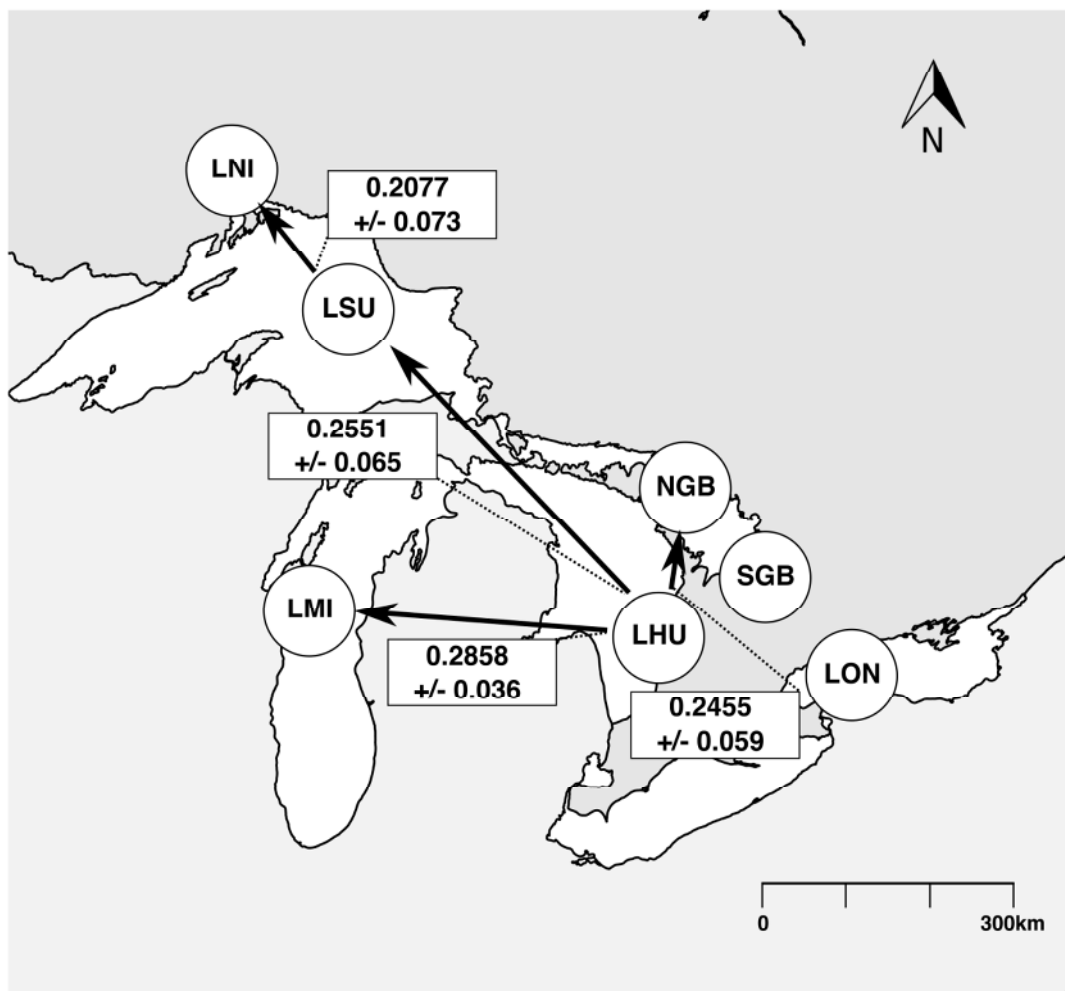 N
LNI
0.2077
+/- 0.073
LSU
0.2551
+/- 0.065
NGB
SGB
LMI
LHU
0.2858
+/- 0.036
LON
0.2455
+/- 0.059
0
300km